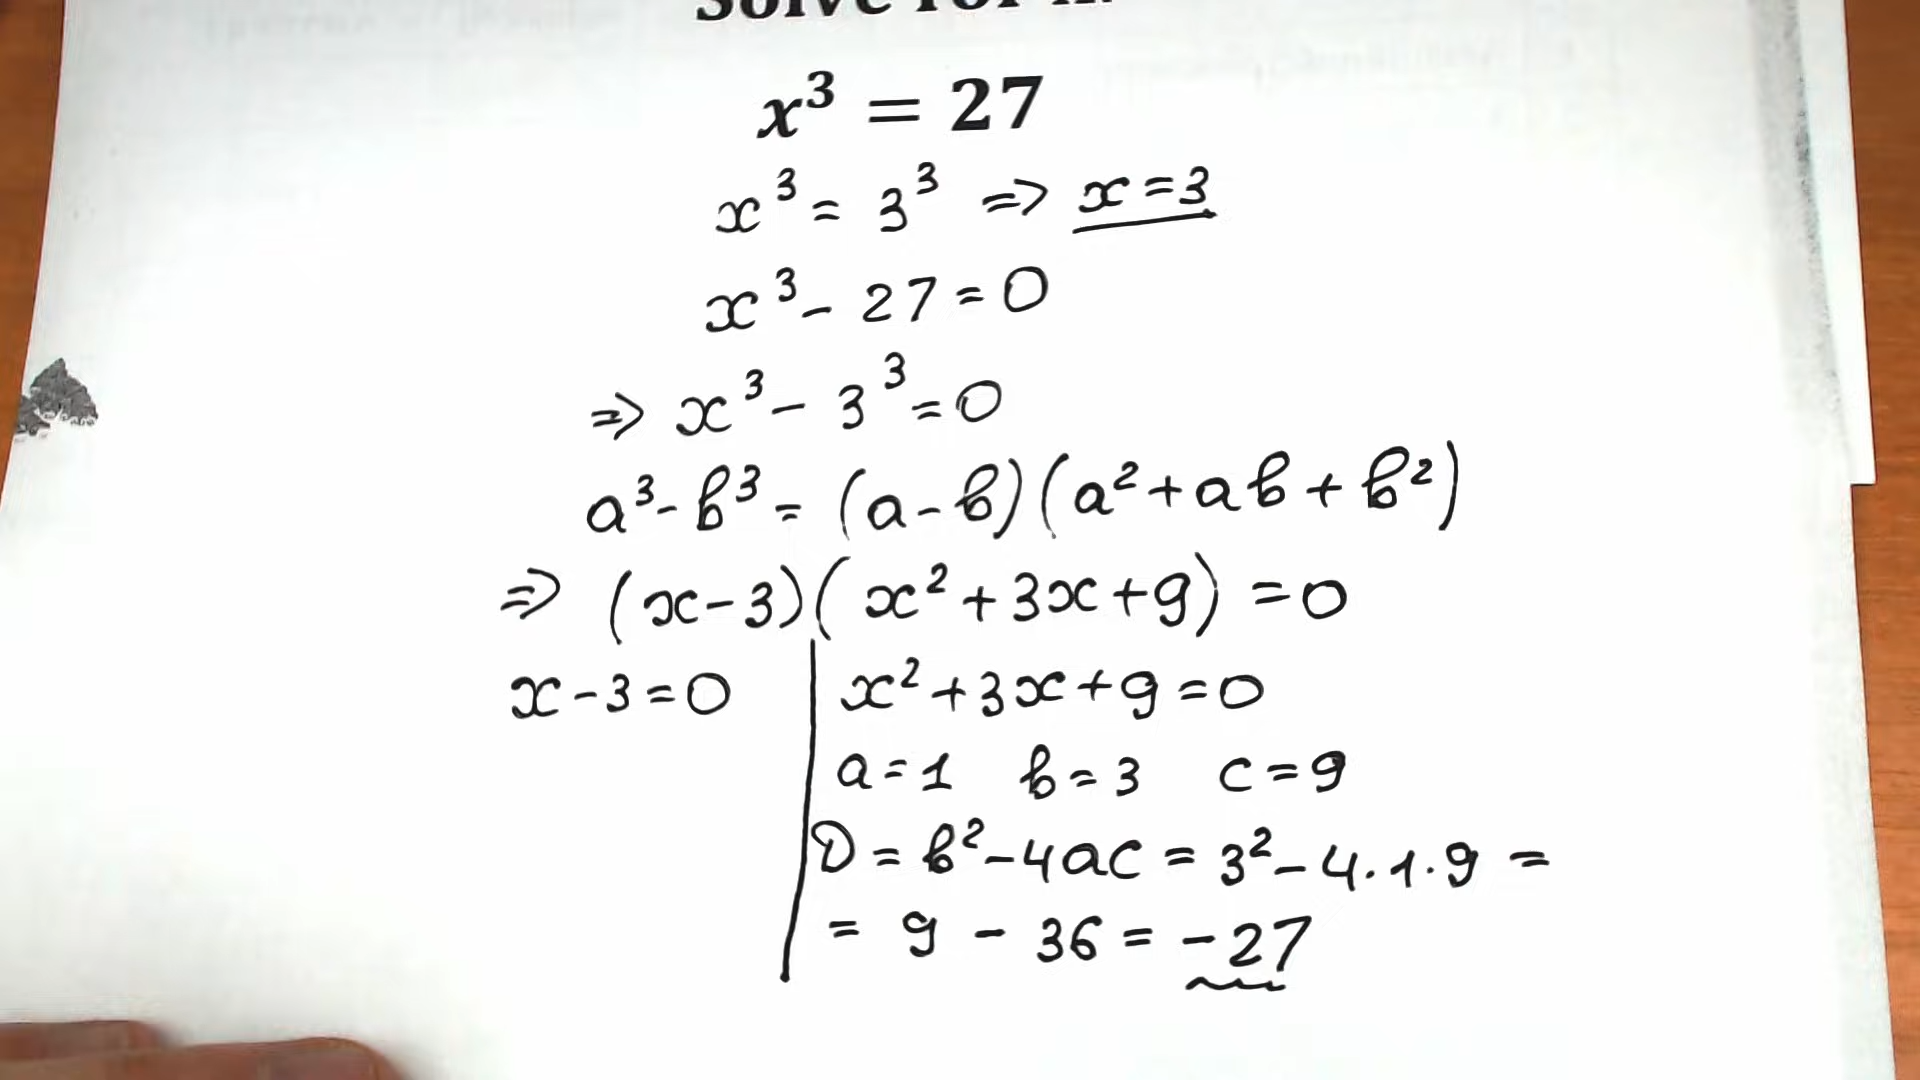 Solve for x:
x³ = 27
x³ = 3³ => x = 3
x³ - 27 = 0
=> x³ - 3³ = 0
a³ - b³ = (a - b)(a² + ab + b²)
=> (x - 3)(x² + 3x + 9) = 0
x - 3 = 0
x² + 3x + 9 = 0
a = 1 b = 3 c = 9
D = b² - 4ac = 3² - 4 · 1 · 9 =
= 9 - 36 = -27